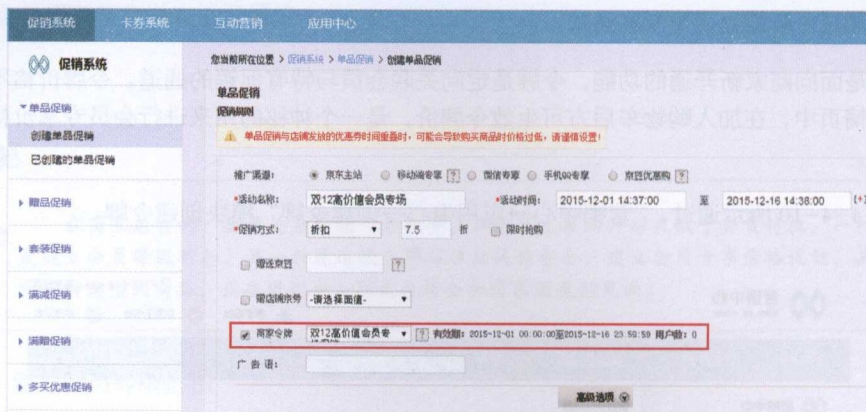 促销系统 卡券系统 互动营销 应用中心
促销系统
您当前所在位置 > 促销系统 > 单品促销 > 创建单品促销
单品促销
创建单品促销
已创建的单品促销
赠品促销
套装促销
满减促销
满赠促销
多买优惠促销
单品促销
促销规则
单品促销与店铺发放的优惠券时间重叠时，可能会导致购买商品时价格过低，请谨慎设置！
推广渠道： 京东主站 移动端专享 [?] 微信专享 手机QQ专享 京豆优惠购 [?]
*活动名称： 双12高价值会员专场 *活动时间： 2015-12-01 14:37:00 至 2015-12-16 14:38:00
*促销方式： 折扣 7.5 折 限时抢购
赠送京豆 [?]
赠店铺京券 -请选择面值-
商家令牌 双12高价值会员专 [?] 有效期：2015-12-01 00:00:00至2015-12-16 23:59:59 用户数：0
广告语：
高级选项